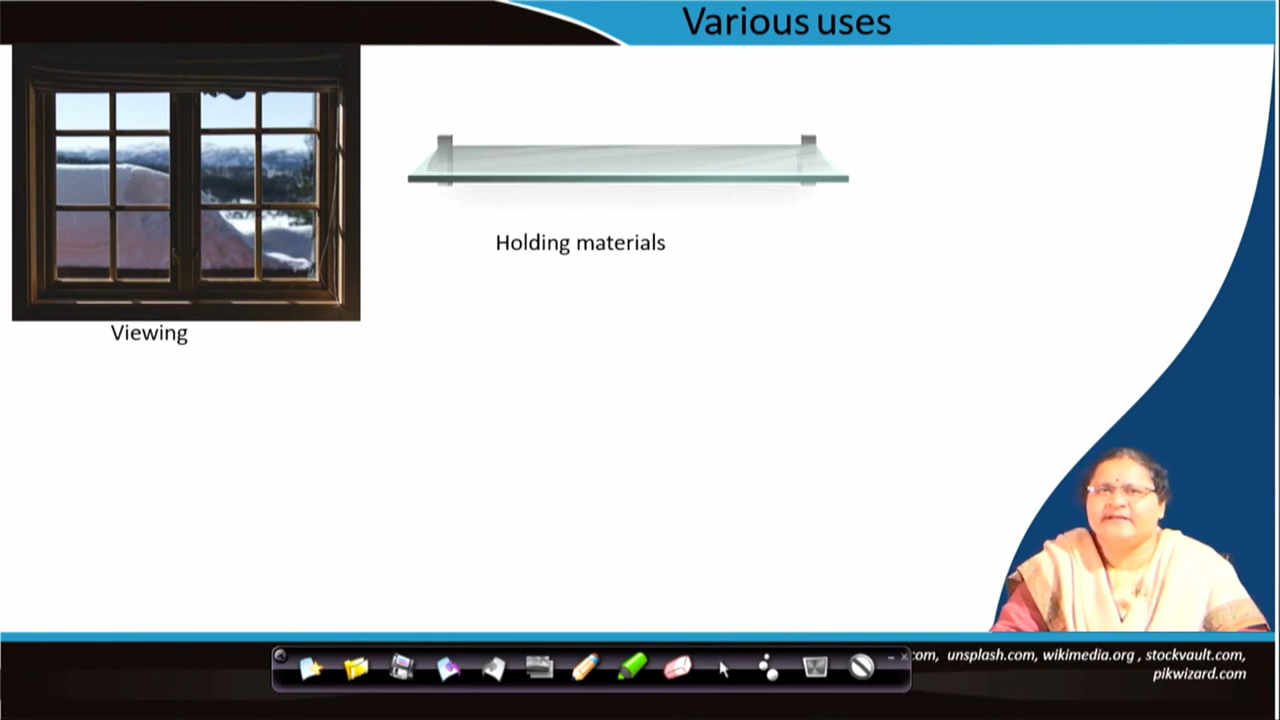 Various uses
Holding materials
Viewing
com, unsplash.com, wikimedia.org , stockvault.com,
pikwizard.com